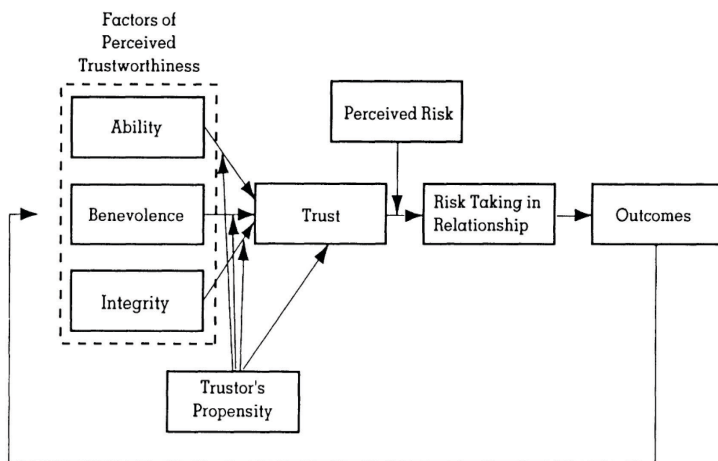 Factors of
Perceived
Trustworthiness
Ability
Benevolence
Integrity
Trustor's
Propensity
Trust
Perceived Risk
Risk Taking in
Relationship
Outcomes